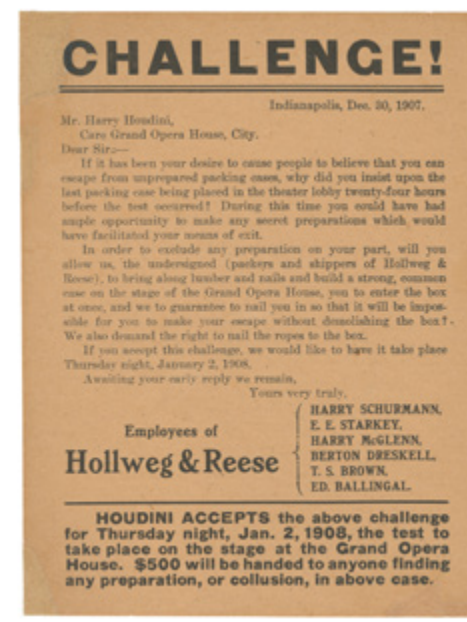 CHALLENGE!
Indianapolis, Dec. 30, 1907.
Mr. Harry Houdini,
Care Grand Opera House, City.
Dear Sir:—
If it has been your desire to cause people to believe that you can
escape from unprepared packing cases, why did you insist upon the
last packing case being placed in the theater lobby twenty-four hours
before the test occurred? During this time you could have had
ample opportunity to make any secret preparations which would
have facilitated your means of exit.
In order to exclude any preparation on your part, will you
allow us, the undersigned (packers and shippers of Hollweg &
Reese), to bring along lumber and nails and build a strong, common
case on the stage of the Grand Opera House, you to enter the box
at once, and we to guarantee to nail you in so that it will be impos-
sible for you to make your escape without demolishing the box?
We also demand the right to nail the ropes to the box.
If you accept this challenge, we would like to have it take place
Thursday night, January 2, 1908.
Awaiting your early reply we remain,
Yours very truly,
Employees of
Hollweg & Reese
HARRY SCHURMANN,
E. E. STARKEY,
HARRY McGLENN,
BERTON DRESKELL,
T. S. BROWN,
ED. BALLINGAL.
HOUDINI ACCEPTS the above challenge
for Thursday night, Jan. 2, 1908, the test to
take place on the stage at the Grand Opera
House. $500 will be handed to anyone finding
any preparation, or collusion, in above case.